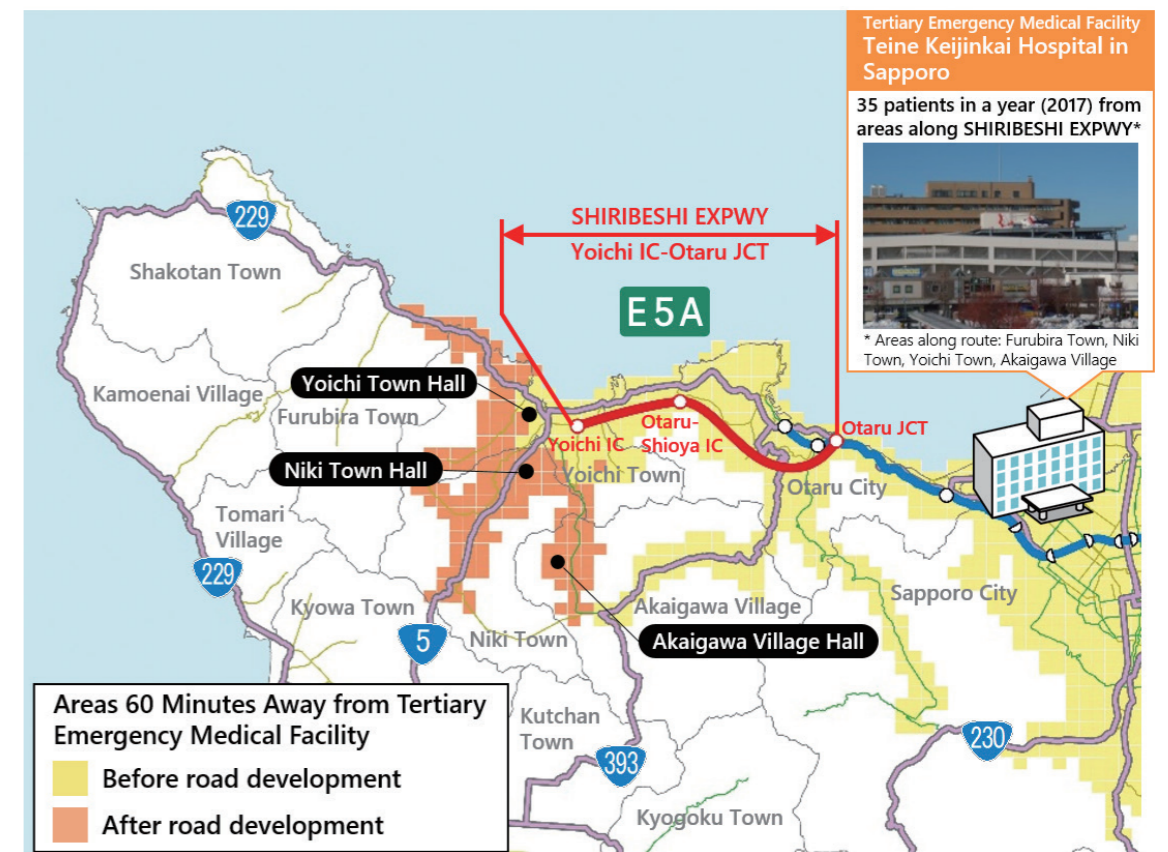 Tertiary Emergency Medical Facility
Teine Keijinkai Hospital in
Sapporo
35 patients in a year (2017) from
areas along SHIRIBESHI EXPWY*
* Areas along route: Furubira Town, Niki
Town, Yoichi Town, Akaigawa Village
SHIRIBESHI EXPWY
Yoichi IC-Otaru JCT
E5A
229
Shakotan Town
Kamoenai Village
Furubira Town
Yoichi Town Hall
Niki Town Hall
Yoichi IC
Otaru-
Shioya IC
Otaru JCT
Yoichi Town
Otaru City
Tomari
Village
229
Kyowa Town
5
Niki Town
Akaigawa Village
Akaigawa Village Hall
Sapporo City
Kutchan
Town
393
230
Kyogoku Town
Areas 60 Minutes Away from Tertiary
Emergency Medical Facility
Before road development
After road development